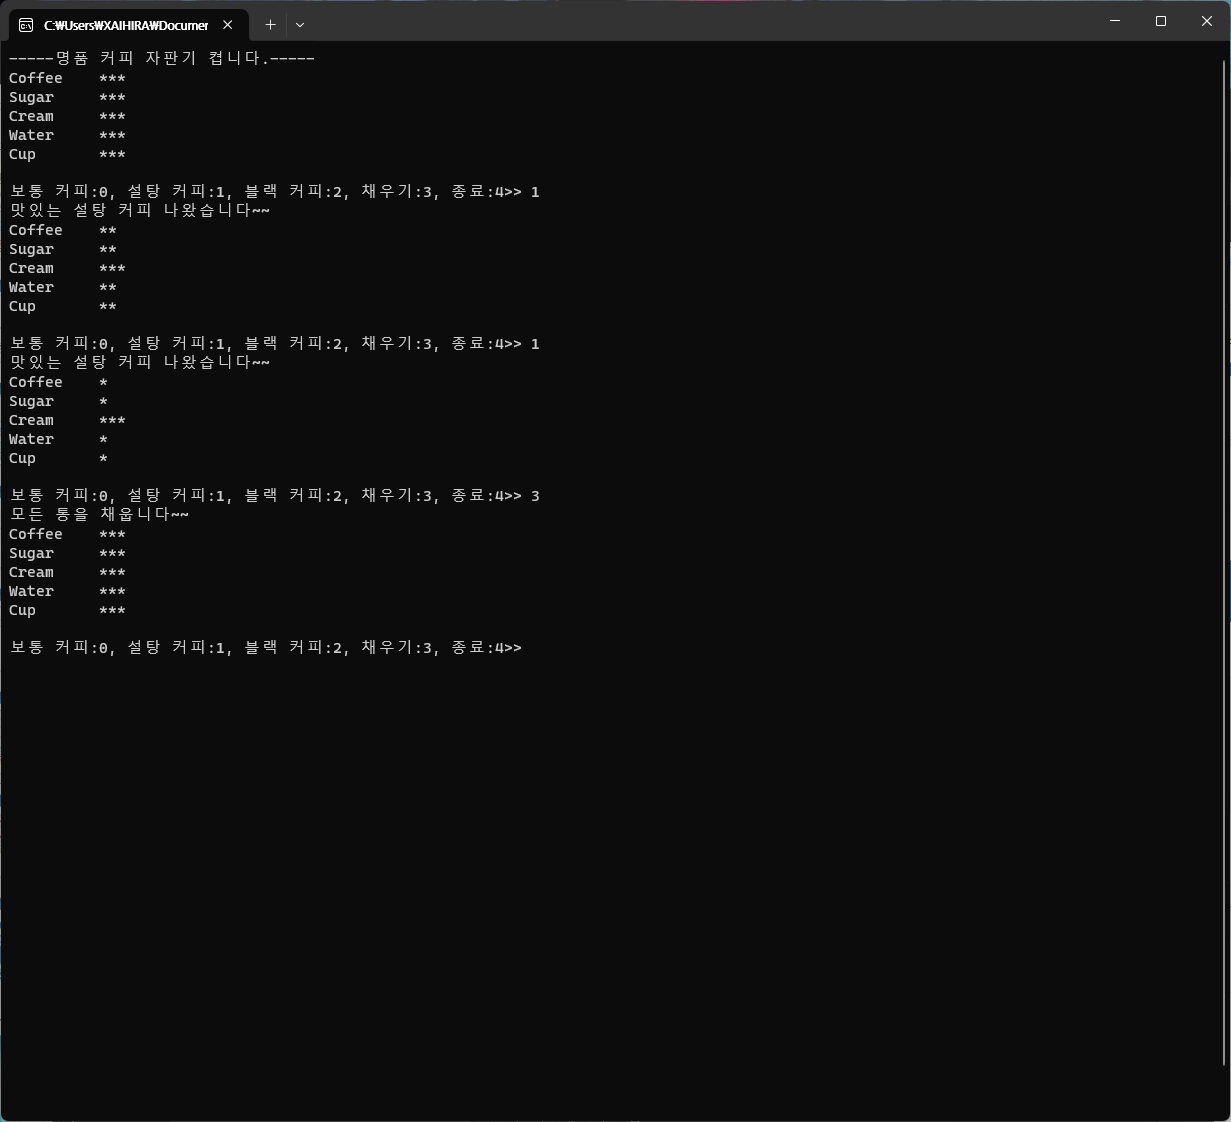 C:₩Users₩XAIHIRA₩Documer
-----명품 커피 자판기 켭니다.-----
Coffee    ***
Sugar     ***
Cream     ***
Water     ***
Cup       ***
보통 커피:0, 설탕 커피:1, 블랙 커피:2, 채우기:3, 종료:4>> 1
맛있는 설탕 커피 나왔습니다~~
Coffee    **
Sugar     **
Cream     ***
Water     **
Cup       **
보통 커피:0, 설탕 커피:1, 블랙 커피:2, 채우기:3, 종료:4>> 1
맛있는 설탕 커피 나왔습니다~~
Coffee    *
Sugar     *
Cream     ***
Water     *
Cup       *
보통 커피:0, 설탕 커피:1, 블랙 커피:2, 채우기:3, 종료:4>> 3
모든 통을 채웁니다~~
Coffee    ***
Sugar     ***
Cream     ***
Water     ***
Cup       ***
보통 커피:0, 설탕 커피:1, 블랙 커피:2, 채우기:3, 종료:4>>